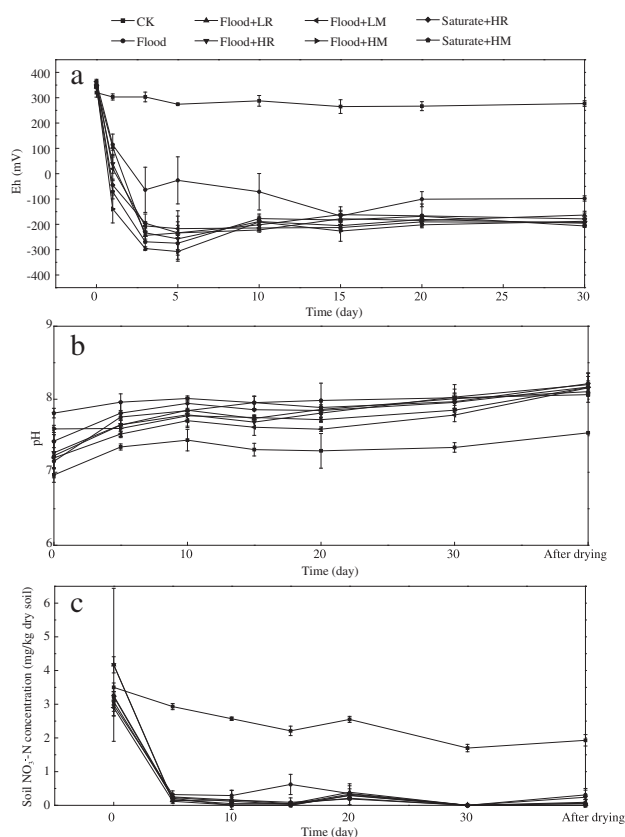 CK Flood+LR Flood+LM Saturate+HR
Flood Flood+HR Flood+HM Saturate+HM
a
400
300
200
100
0
-100
-200
-300
-400
Eh (mV)
0 5 10 15 20 25 30
Time (day)
b
9
8
7
6
pH
0 10 20 30 After drying
Time (day)
c
6
5
4
3
2
1
0
Soil NO₃⁻-N concentration (mg/kg dry soil)
0 10 20 30 After drying
Time (day)